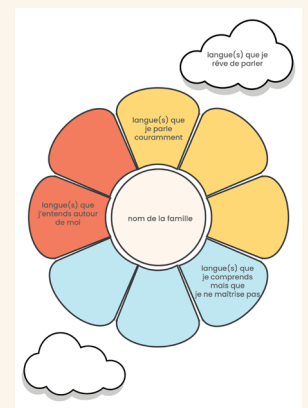 langue(s) que je
rêve de parler
langue(s) que
je parle
couramment
langue(s) que
j'entends autour
de moi
nom de la famille
langue(s) que
je comprends
mais que
je ne maîtrise pas